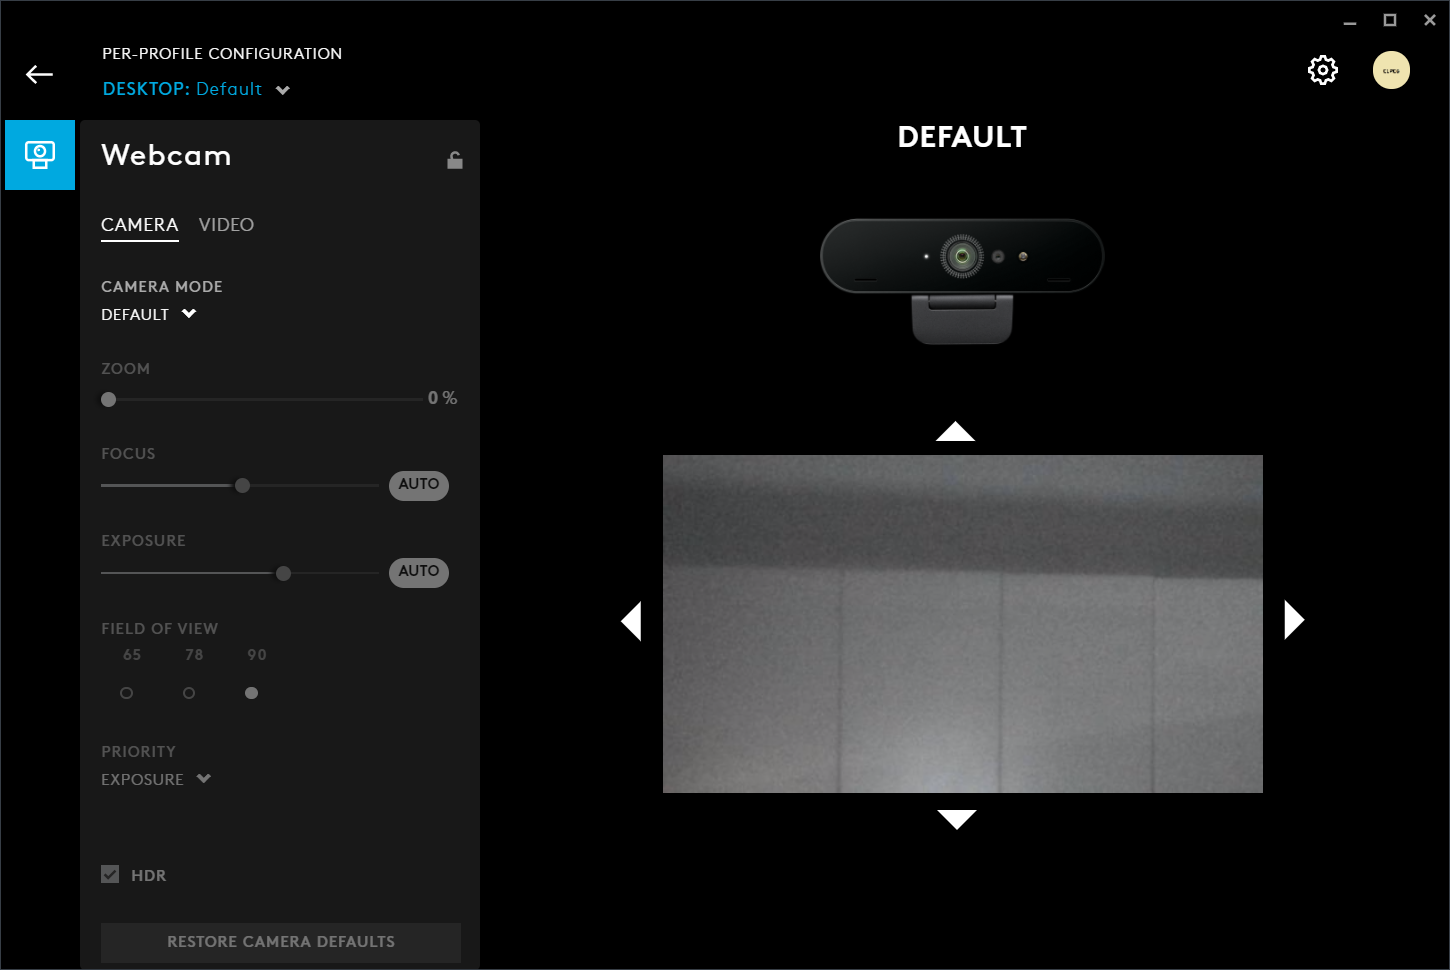 PER-PROFILE CONFIGURATION
DESKTOP: Default
DEFAULT
Webcam
CAMERA VIDEO
CAMERA MODE
DEFAULT
ZOOM
0 %
FOCUS
AUTO
EXPOSURE
AUTO
FIELD OF VIEW
65 78 90
PRIORITY
EXPOSURE
HDR
RESTORE CAMERA DEFAULTS